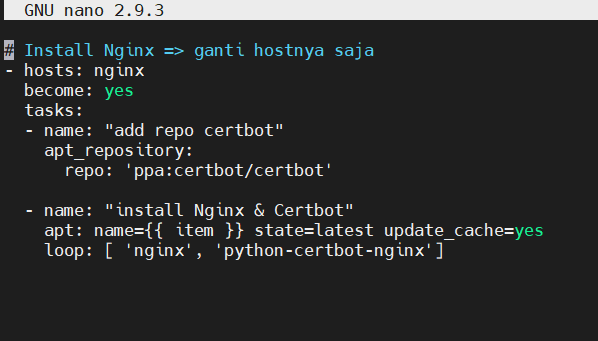 GNU nano 2.9.3
# Install Nginx => ganti hostnya saja
- hosts: nginx
  become: yes
  tasks:
  - name: "add repo certbot"
    apt_repository:
      repo: 'ppa:certbot/certbot'
  - name: "install Nginx & Certbot"
    apt: name={{ item }} state=latest update_cache=yes
    loop: [ 'nginx', 'python-certbot-nginx']